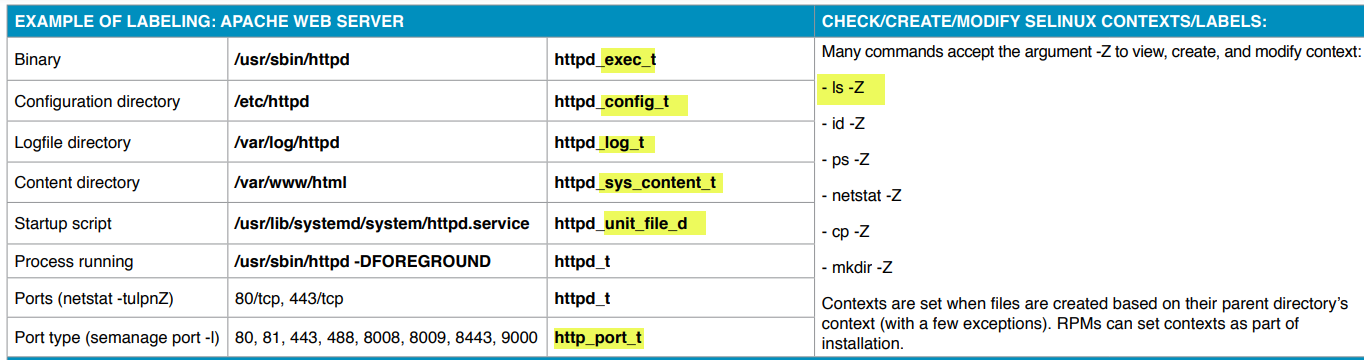 EXAMPLE OF LABELING: APACHE WEB SERVER
Binary /usr/sbin/httpd httpd_exec_t
Configuration directory /etc/httpd httpd_config_t
Logfile directory /var/log/httpd httpd_log_t
Content directory /var/www/html httpd_sys_content_t
Startup script /usr/lib/systemd/system/httpd.service httpd_unit_file_d
Process running /usr/sbin/httpd -DFOREGROUND httpd_t
Ports (netstat -tulpnZ) 80/tcp, 443/tcp httpd_t
Port type (semanage port -l) 80, 81, 443, 488, 8008, 8009, 8443, 9000 http_port_t
CHECK/CREATE/MODIFY SELINUX CONTEXTS/LABELS:
Many commands accept the argument -Z to view, create, and modify context:
- ls -Z
- id -Z
- ps -Z
- netstat -Z
- cp -Z
- mkdir -Z
Contexts are set when files are created based on their parent directory's
context (with a few exceptions). RPMs can set contexts as part of
installation.